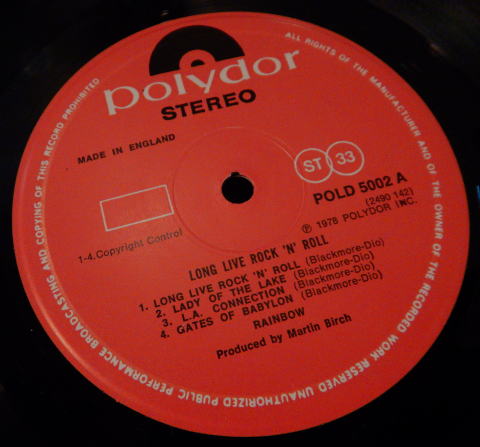 polydor
STEREO
MADE IN ENGLAND
ST 33
POLD 5002 A
(2490 142)
℗ 1978 POLYDOR INC.
1-4.Copyright Control
LONG LIVE ROCK 'N' ROLL
1. LONG LIVE ROCK 'N' ROLL (Blackmore-Dio)
2. LADY OF THE LAKE (Blackmore-Dio)
3. L.A. CONNECTION (Blackmore-Dio)
4. GATES OF BABYLON (Blackmore-Dio)
RAINBOW
Produced by Martin Birch
ALL RIGHTS OF THE MANUFACTURER AND OF THE OWNER OF THE RECORDED WORK RESERVED UNAUTHORIZED PUBLIC PERFORMANCE BROADCASTING AND COPYING OF THIS RECORD PROHIBITED